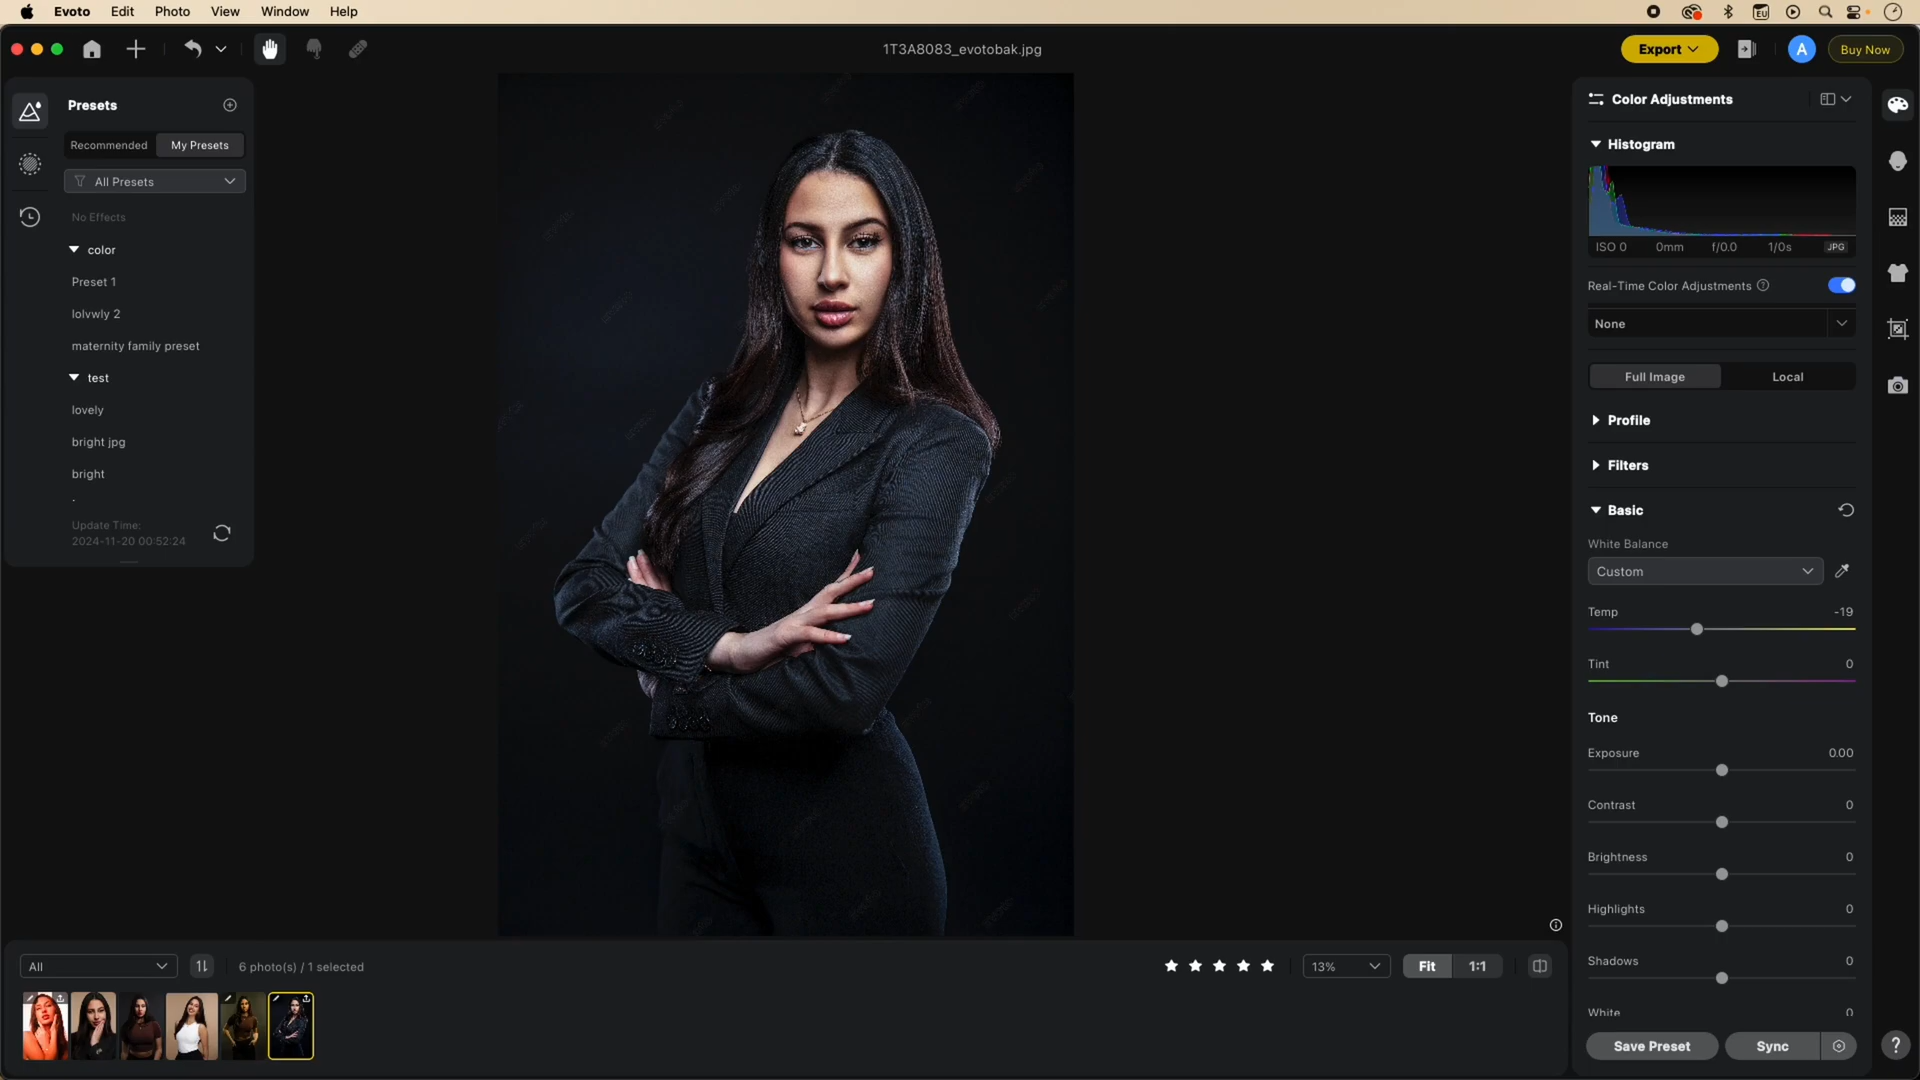 Evoto Edit Photo View Window Help
EU
1T3A8083_evotobak.jpg
Export
A
Buy Now
Presets
Recommended My Presets
All Presets
No Effects
color
Preset 1
lolvwly 2
maternity family preset
test
lovely
bright jpg
bright
Update Time:
2024-11-20 00:52:24
Color Adjustments
Histogram
ISO 0 0mm f/0.0 1/0s JPG
Real-Time Color Adjustments ?
None
Full Image Local
Profile
Filters
Basic
White Balance
Custom
Temp -19
Tint 0
Tone
Exposure 0.00
Contrast 0
Brightness 0
Highlights 0
Shadows 0
White 0
Save Preset Sync
?
All 6 photo(s) / 1 selected 13% Fit 1:1